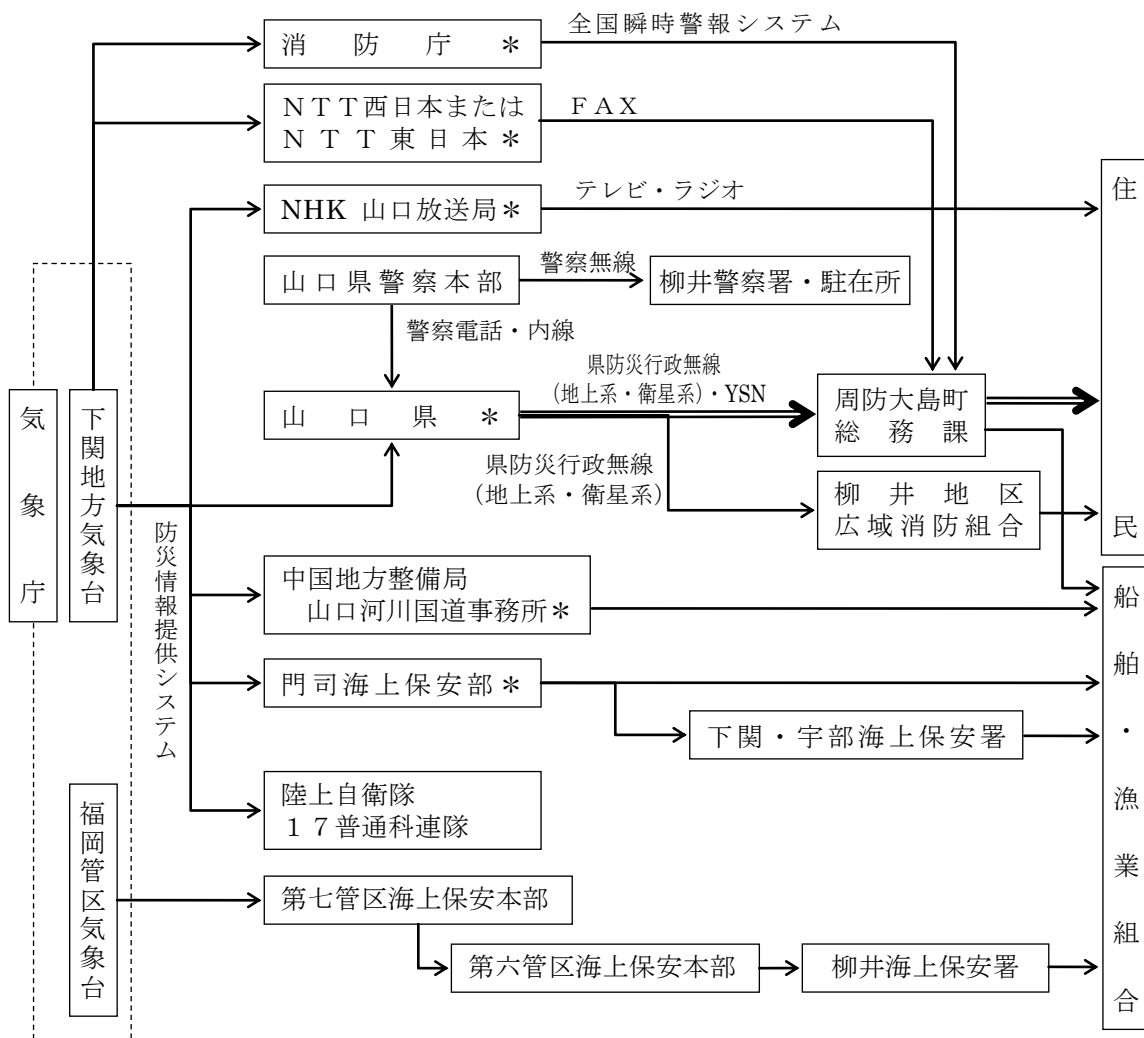 消防庁＊
全国瞬時警報システム
ＮＴＴ西日本または
ＮＴＴ東日本＊
ＦＡＸ
NHK 山口放送局＊
テレビ・ラジオ
山口県警察本部
警察無線
柳井警察署・駐在所
警察電話・内線
山口県＊
県防災行政無線
（地上系・衛星系）・YSN
周防大島町
総務課
県防災行政無線
（地上系・衛星系）
柳井地区
広域消防組合
住民
気象庁
下関地方気象台
防災情報提供システム
中国地方整備局
山口河川国道事務所＊
門司海上保安部＊
下関・宇部海上保安署
陸上自衛隊
１７普通科連隊
福岡管区気象台
第七管区海上保安本部
第六管区海上保安本部
柳井海上保安署
船舶・漁業組合